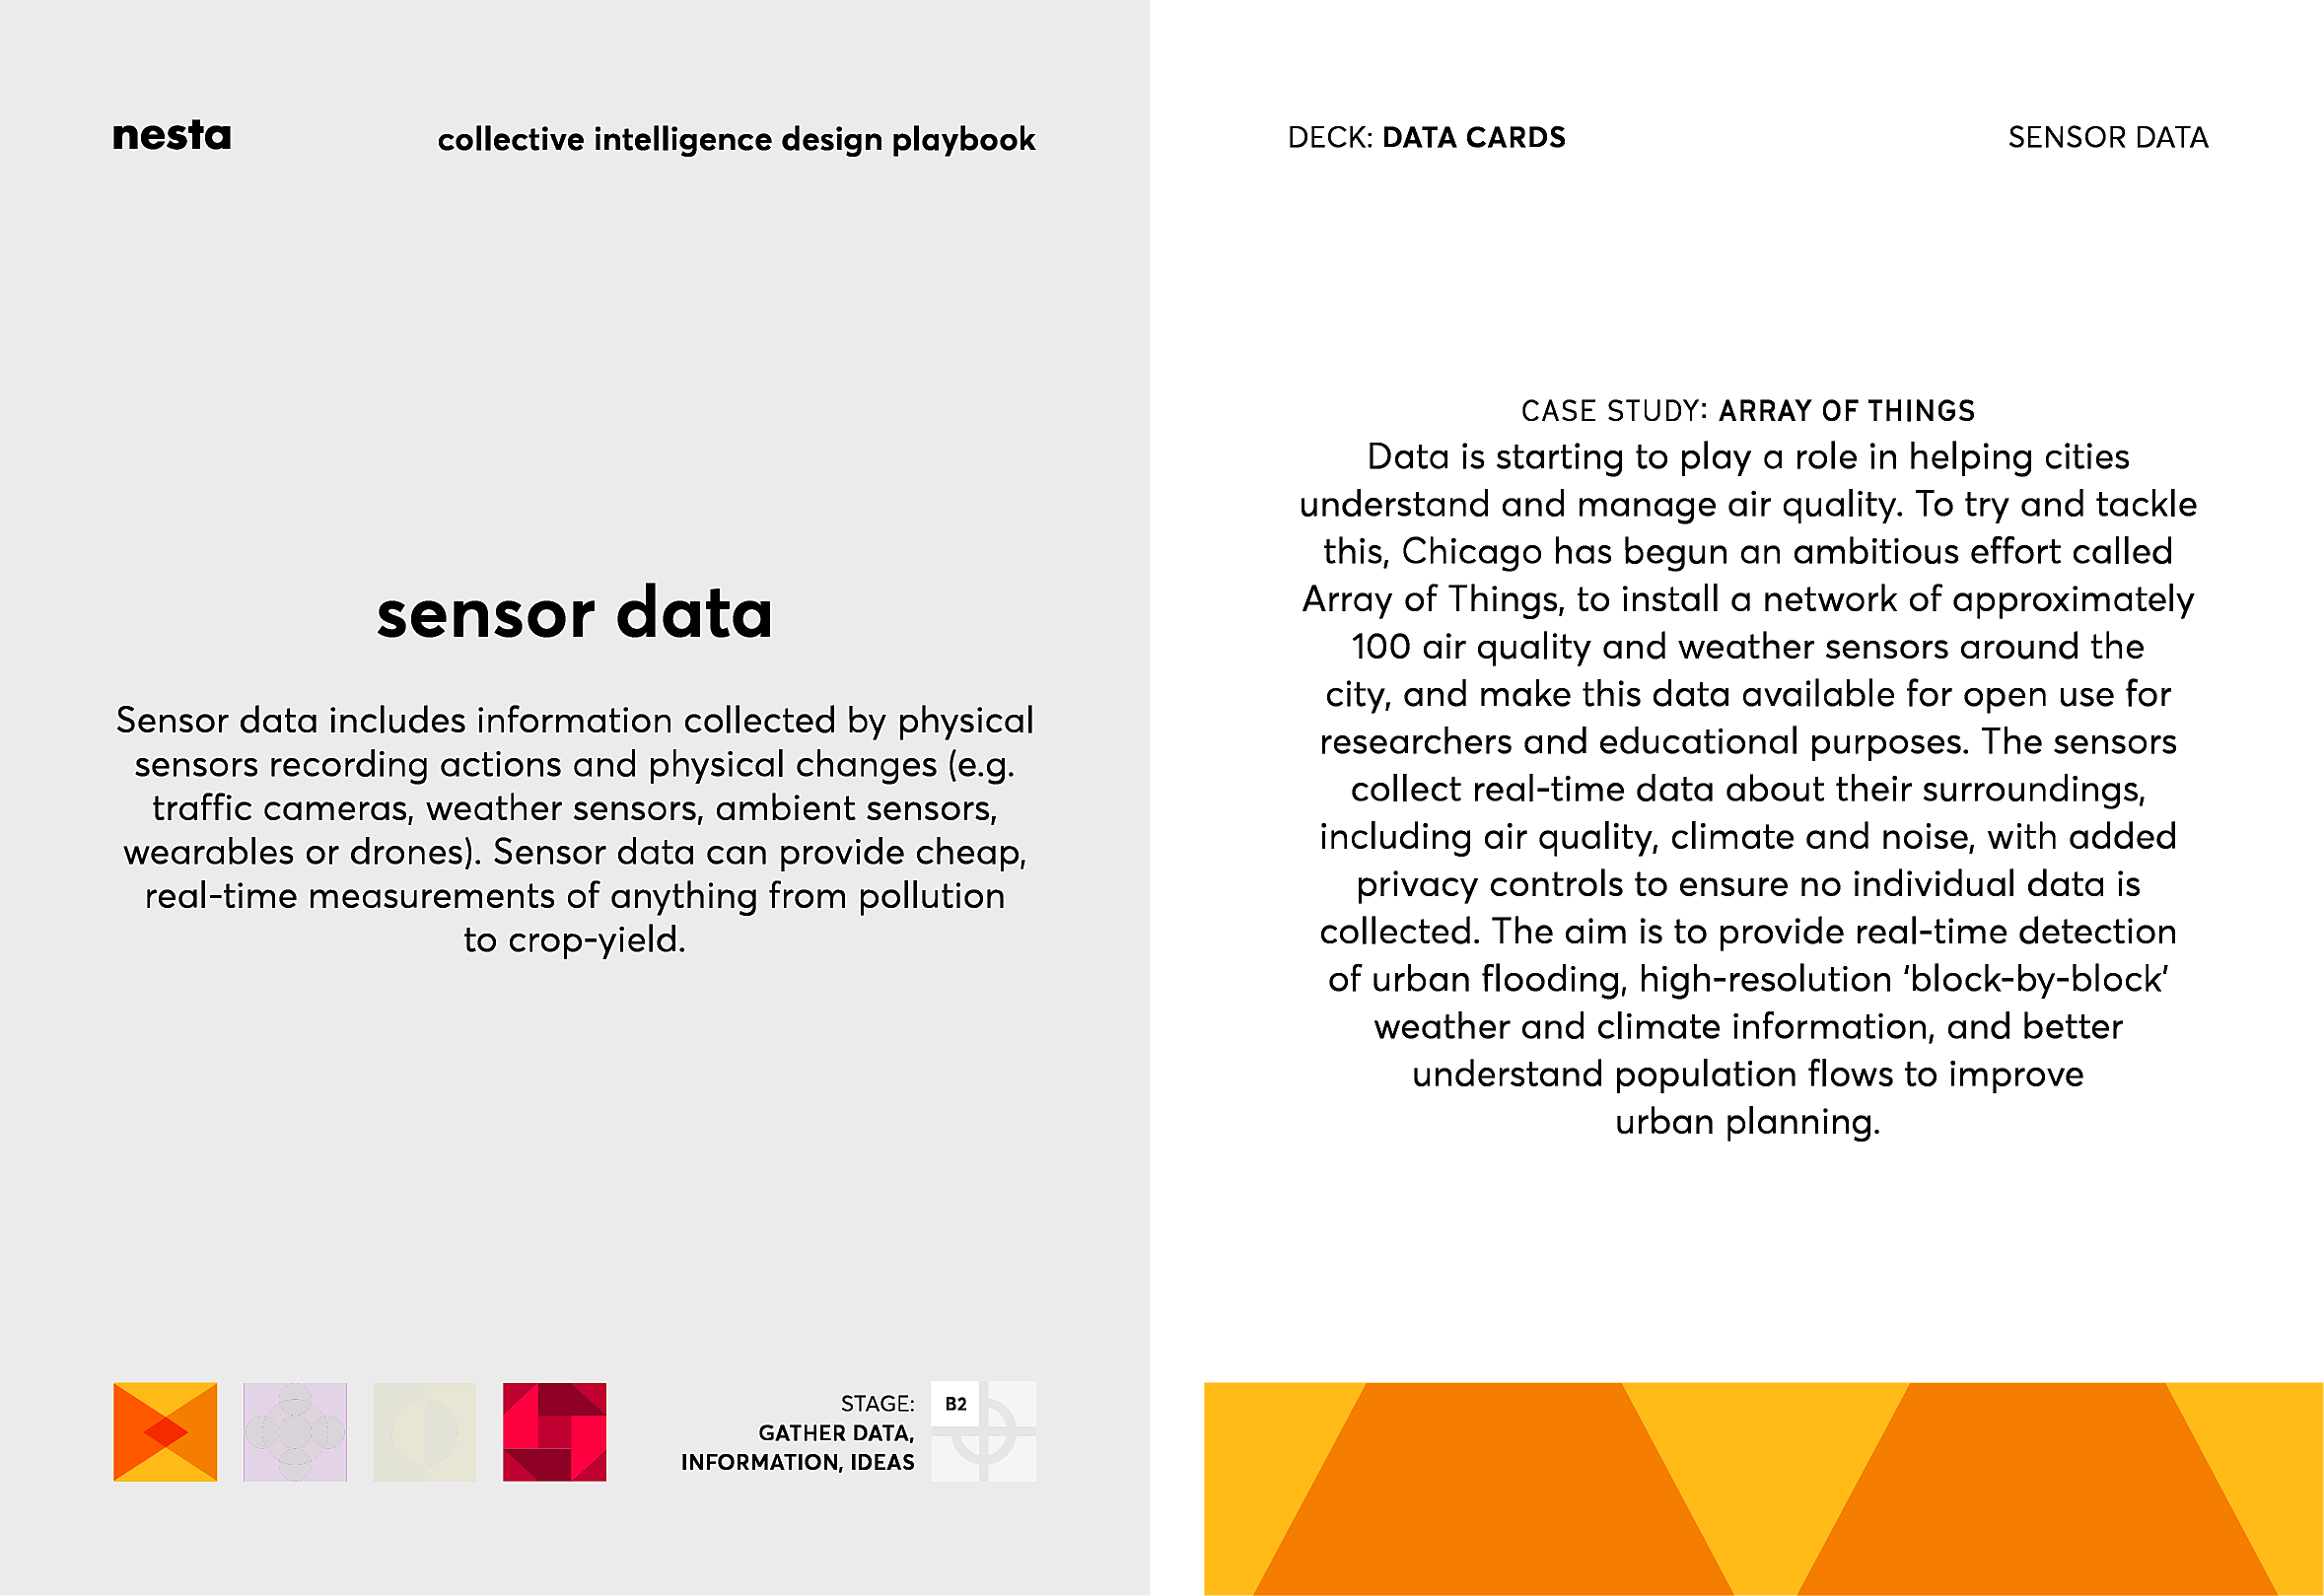 nesta
collective intelligence design playbook
sensor data
Sensor data includes information collected by physical
sensors recording actions and physical changes (e.g.
traffic cameras, weather sensors, ambient sensors,
wearables or drones). Sensor data can provide cheap,
real-time measurements of anything from pollution
to crop-yield.
STAGE:
GATHER DATA,
INFORMATION, IDEAS
B2
DECK: DATA CARDS
SENSOR DATA
CASE STUDY: ARRAY OF THINGS
Data is starting to play a role in helping cities
understand and manage air quality. To try and tackle
this, Chicago has begun an ambitious effort called
Array of Things, to install a network of approximately
100 air quality and weather sensors around the
city, and make this data available for open use for
researchers and educational purposes. The sensors
collect real-time data about their surroundings,
including air quality, climate and noise, with added
privacy controls to ensure no individual data is
collected. The aim is to provide real-time detection
of urban flooding, high-resolution ‘block-by-block’
weather and climate information, and better
understand population flows to improve
urban planning.